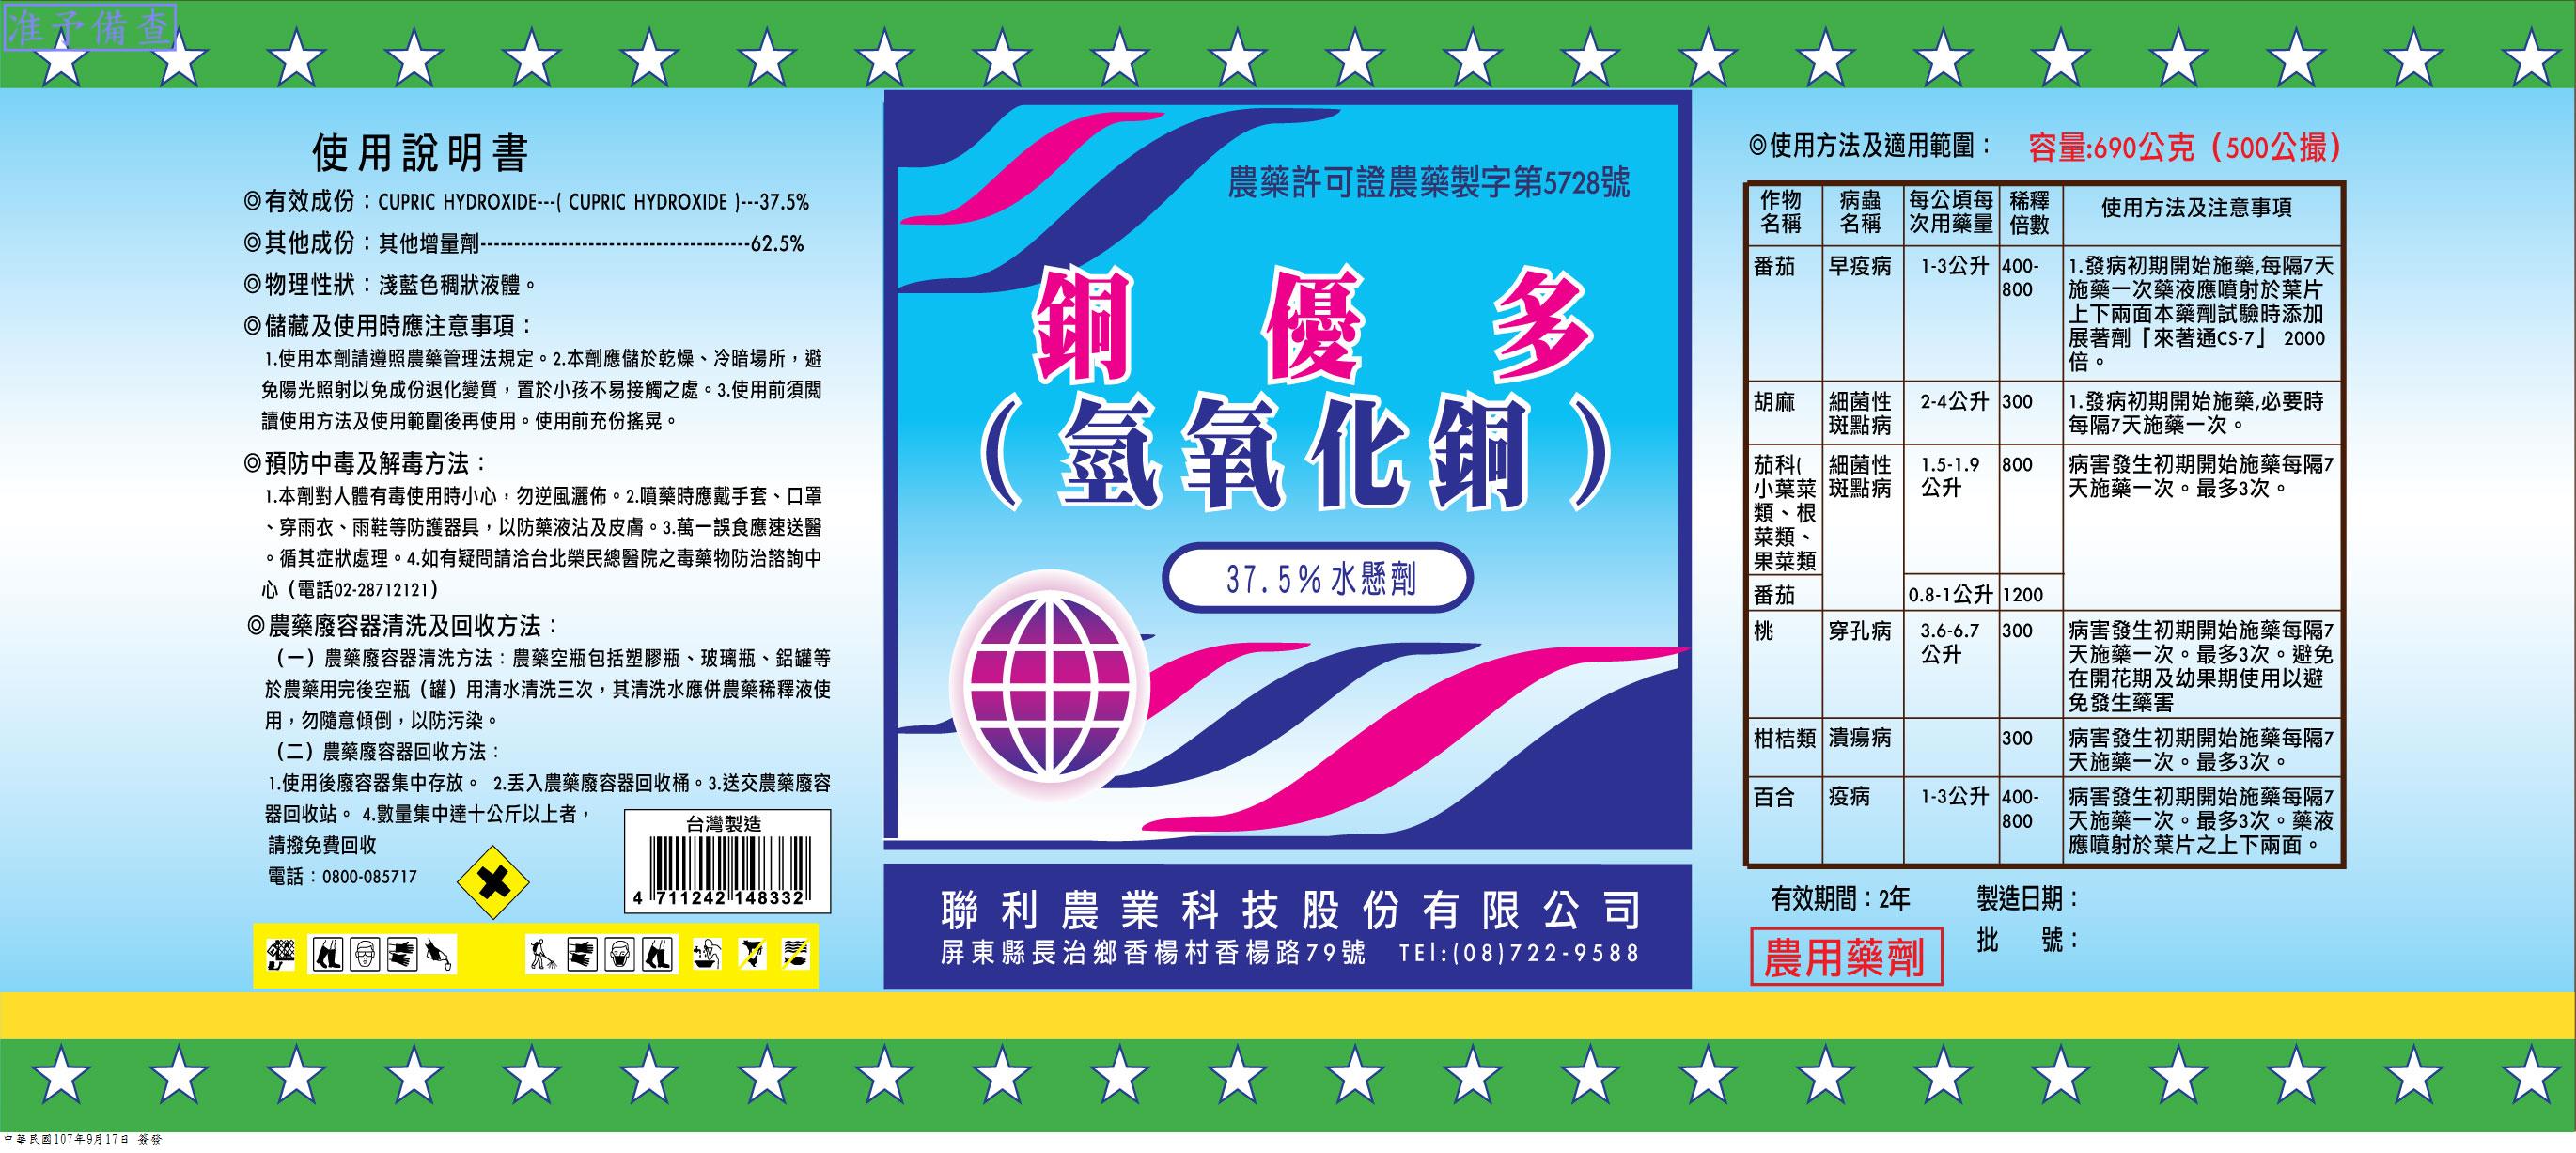 准予備查
使用說明書
◎有效成份：CUPRIC HYDROXIDE---( CUPRIC HYDROXIDE )---37.5%
◎其他成份：其他增量劑----------------------------------------62.5%
◎物理性狀：淺藍色稠狀液體。
◎儲藏及使用時應注意事項：
1.使用本劑請遵照農藥管理法規定。2.本劑應儲於乾燥、冷暗場所，避
免陽光照射以免成份退化變質，置於小孩不易接觸之處。3.使用前須閱
讀使用方法及使用範圍後再使用。使用前充份搖晃。
◎預防中毒及解毒方法：
1.本劑對人體有毒使用時小心，勿逆風灑佈。2.噴藥時應戴手套、口罩
、穿雨衣、雨鞋等防護器具，以防藥液沾及皮膚。3.萬一誤食應速送醫
。循其症狀處理。4.如有疑問請洽台北榮民總醫院之毒藥物防治諮詢中
心（電話02-28712121）
◎農藥廢容器清洗及回收方法：
（一）農藥廢容器清洗方法：農藥空瓶包括塑膠瓶、玻璃瓶、鋁罐等
於農藥用完後空瓶（罐）用清水清洗三次，其清洗水應併農藥稀釋液使
用，勿隨意傾倒，以防污染。
（二）農藥廢容器回收方法：
1.使用後廢容器集中存放。 2.丟入農藥廢容器回收桶。3.送交農藥廢容
器回收站。 4.數量集中達十公斤以上者，
請撥免費回收
電話：0800-085717
台灣製造
4 711242 148332
農藥許可證農藥製字第5728號
銅優多
（氫氧化銅）
37.5%水懸劑
聯利農業科技股份有限公司
屏東縣長治鄉香楊村香楊路79號 TEl:(08)722-9588
◎使用方法及適用範圍： 容量:690公克（500公撮）
作物名稱 病蟲名稱 每公頃每次用藥量 稀釋倍數 使用方法及注意事項
番茄 早疫病 1-3公升 400-800 1.發病初期開始施藥,每隔7天
施藥一次藥液應噴射於葉片
上下兩面本藥劑試驗時添加
展著劑「來著通CS-7」 2000
倍。
胡麻 細菌性斑點病 2-4公升 300 1.發病初期開始施藥,必要時
每隔7天施藥一次。
茄科(小葉菜類、根菜類、果菜類 細菌性斑點病 1.5-1.9公升 800 病害發生初期開始施藥每隔7
天施藥一次。最多3次。
番茄 0.8-1公升 1200
桃 穿孔病 3.6-6.7公升 300 病害發生初期開始施藥每隔7
天施藥一次。最多3次。避免
在開花期及幼果期使用以避
免發生藥害
柑桔類 潰瘍病 300 病害發生初期開始施藥每隔7
天施藥一次。最多3次。
百合 疫病 1-3公升 400-800 病害發生初期開始施藥每隔7
天施藥一次。最多3次。藥液
應噴射於葉片之上下兩面。
有效期間：2年 製造日期：
農用藥劑 批 號：
中華民國107年9月17日 簽發